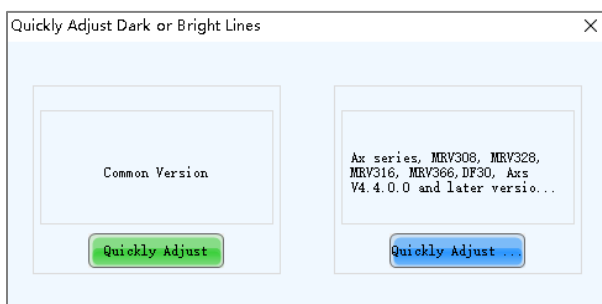 Quickly Adjust Dark or Bright Lines
Common Version
Quickly Adjust
Ax series, MRV308, MRV328,
MRV316, MRV366,DF30, Axs
V4.4.0.0 and later versio...
Quickly Adjust ...